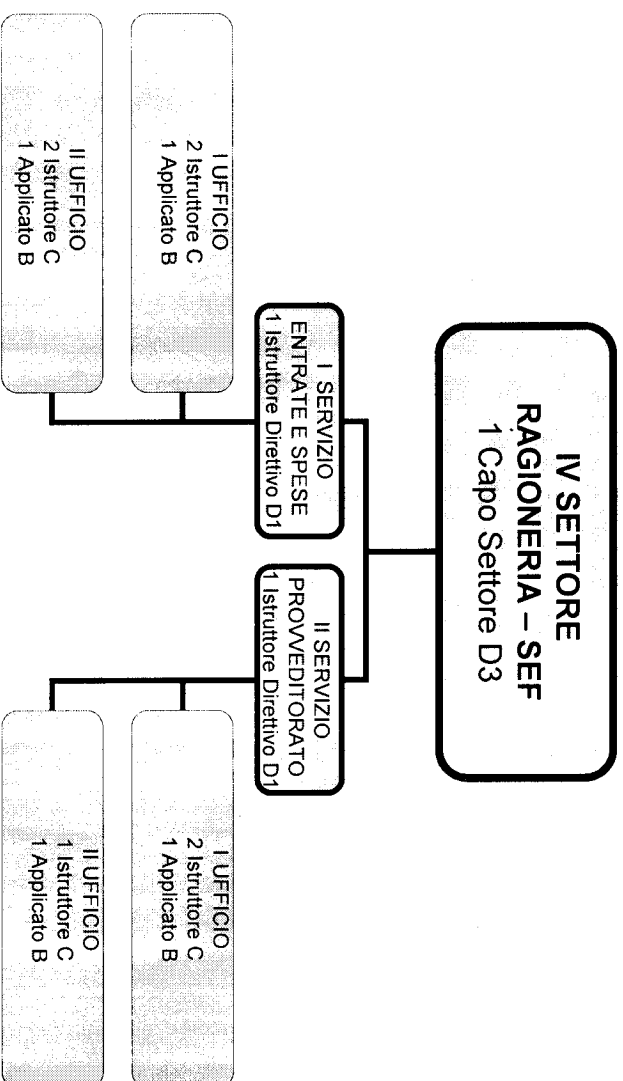 IV SETTORE
RAGIONERIA – SEF
1 Capo Settore D3
I SERVIZIO
ENTRATE E SPESE
1 Istruttore Direttivo D1
I UFFICIO
2 Istruttore C
1 Applicato B
II UFFICIO
2 Istruttore C
1 Applicato B
II SERVIZIO
PROVVEDITORATO
1 Istruttore Direttivo D1
I UFFICIO
2 Istruttore C
1 Applicato B
II UFFICIO
1 Istruttore C
1 Applicato B